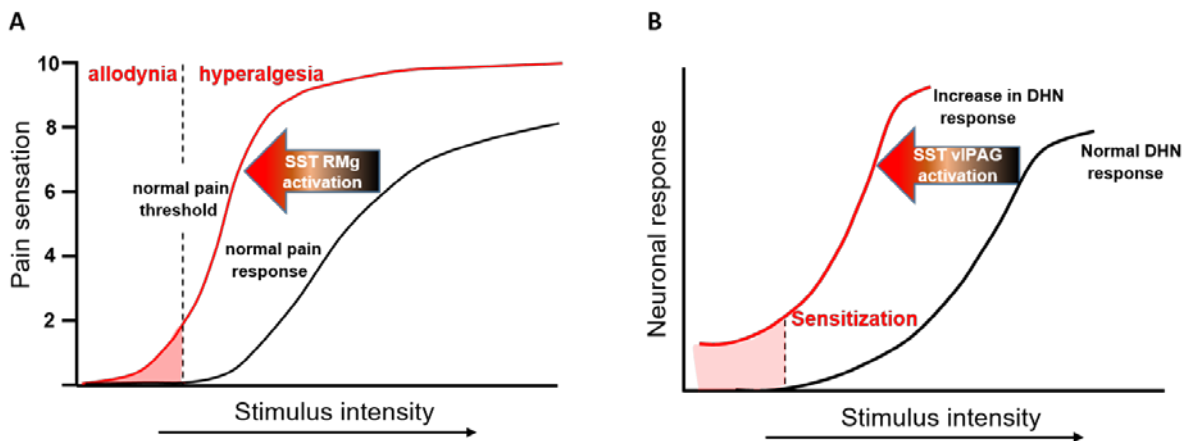 A
10
8
6
4
2
Pain sensation
allodynia
hyperalgesia
SST RMg
activation
normal pain
threshold
normal pain
response
Stimulus intensity
B
Neuronal response
Increase in DHN
response
SST vlPAG
activation
Normal DHN
response
Sensitization
Stimulus intensity